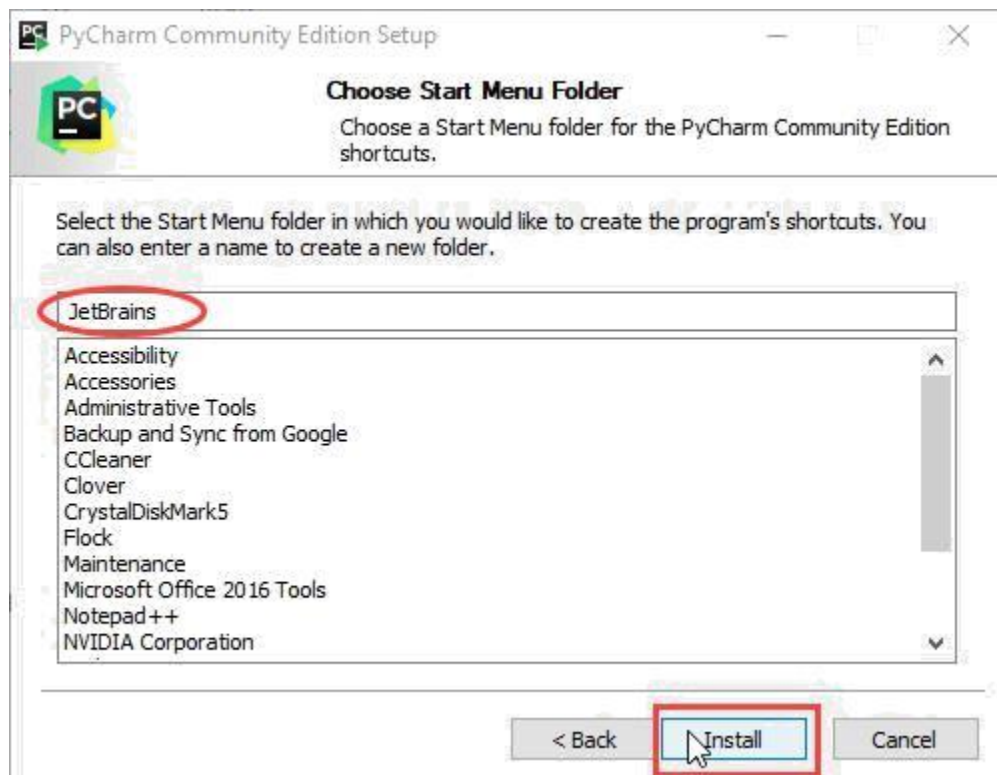 PyCharm Community Edition Setup
PC
Choose Start Menu Folder
Choose a Start Menu folder for the PyCharm Community Edition
shortcuts.
Select the Start Menu folder in which you would like to create the program's shortcuts. You
can also enter a name to create a new folder.
JetBrains
Accessibility
Accessories
Administrative Tools
Backup and Sync from Google
CCleaner
Clover
CrystalDiskMark5
Flock
Maintenance
Microsoft Office 2016 Tools
Notepad++
NVIDIA Corporation
< Back Install Cancel